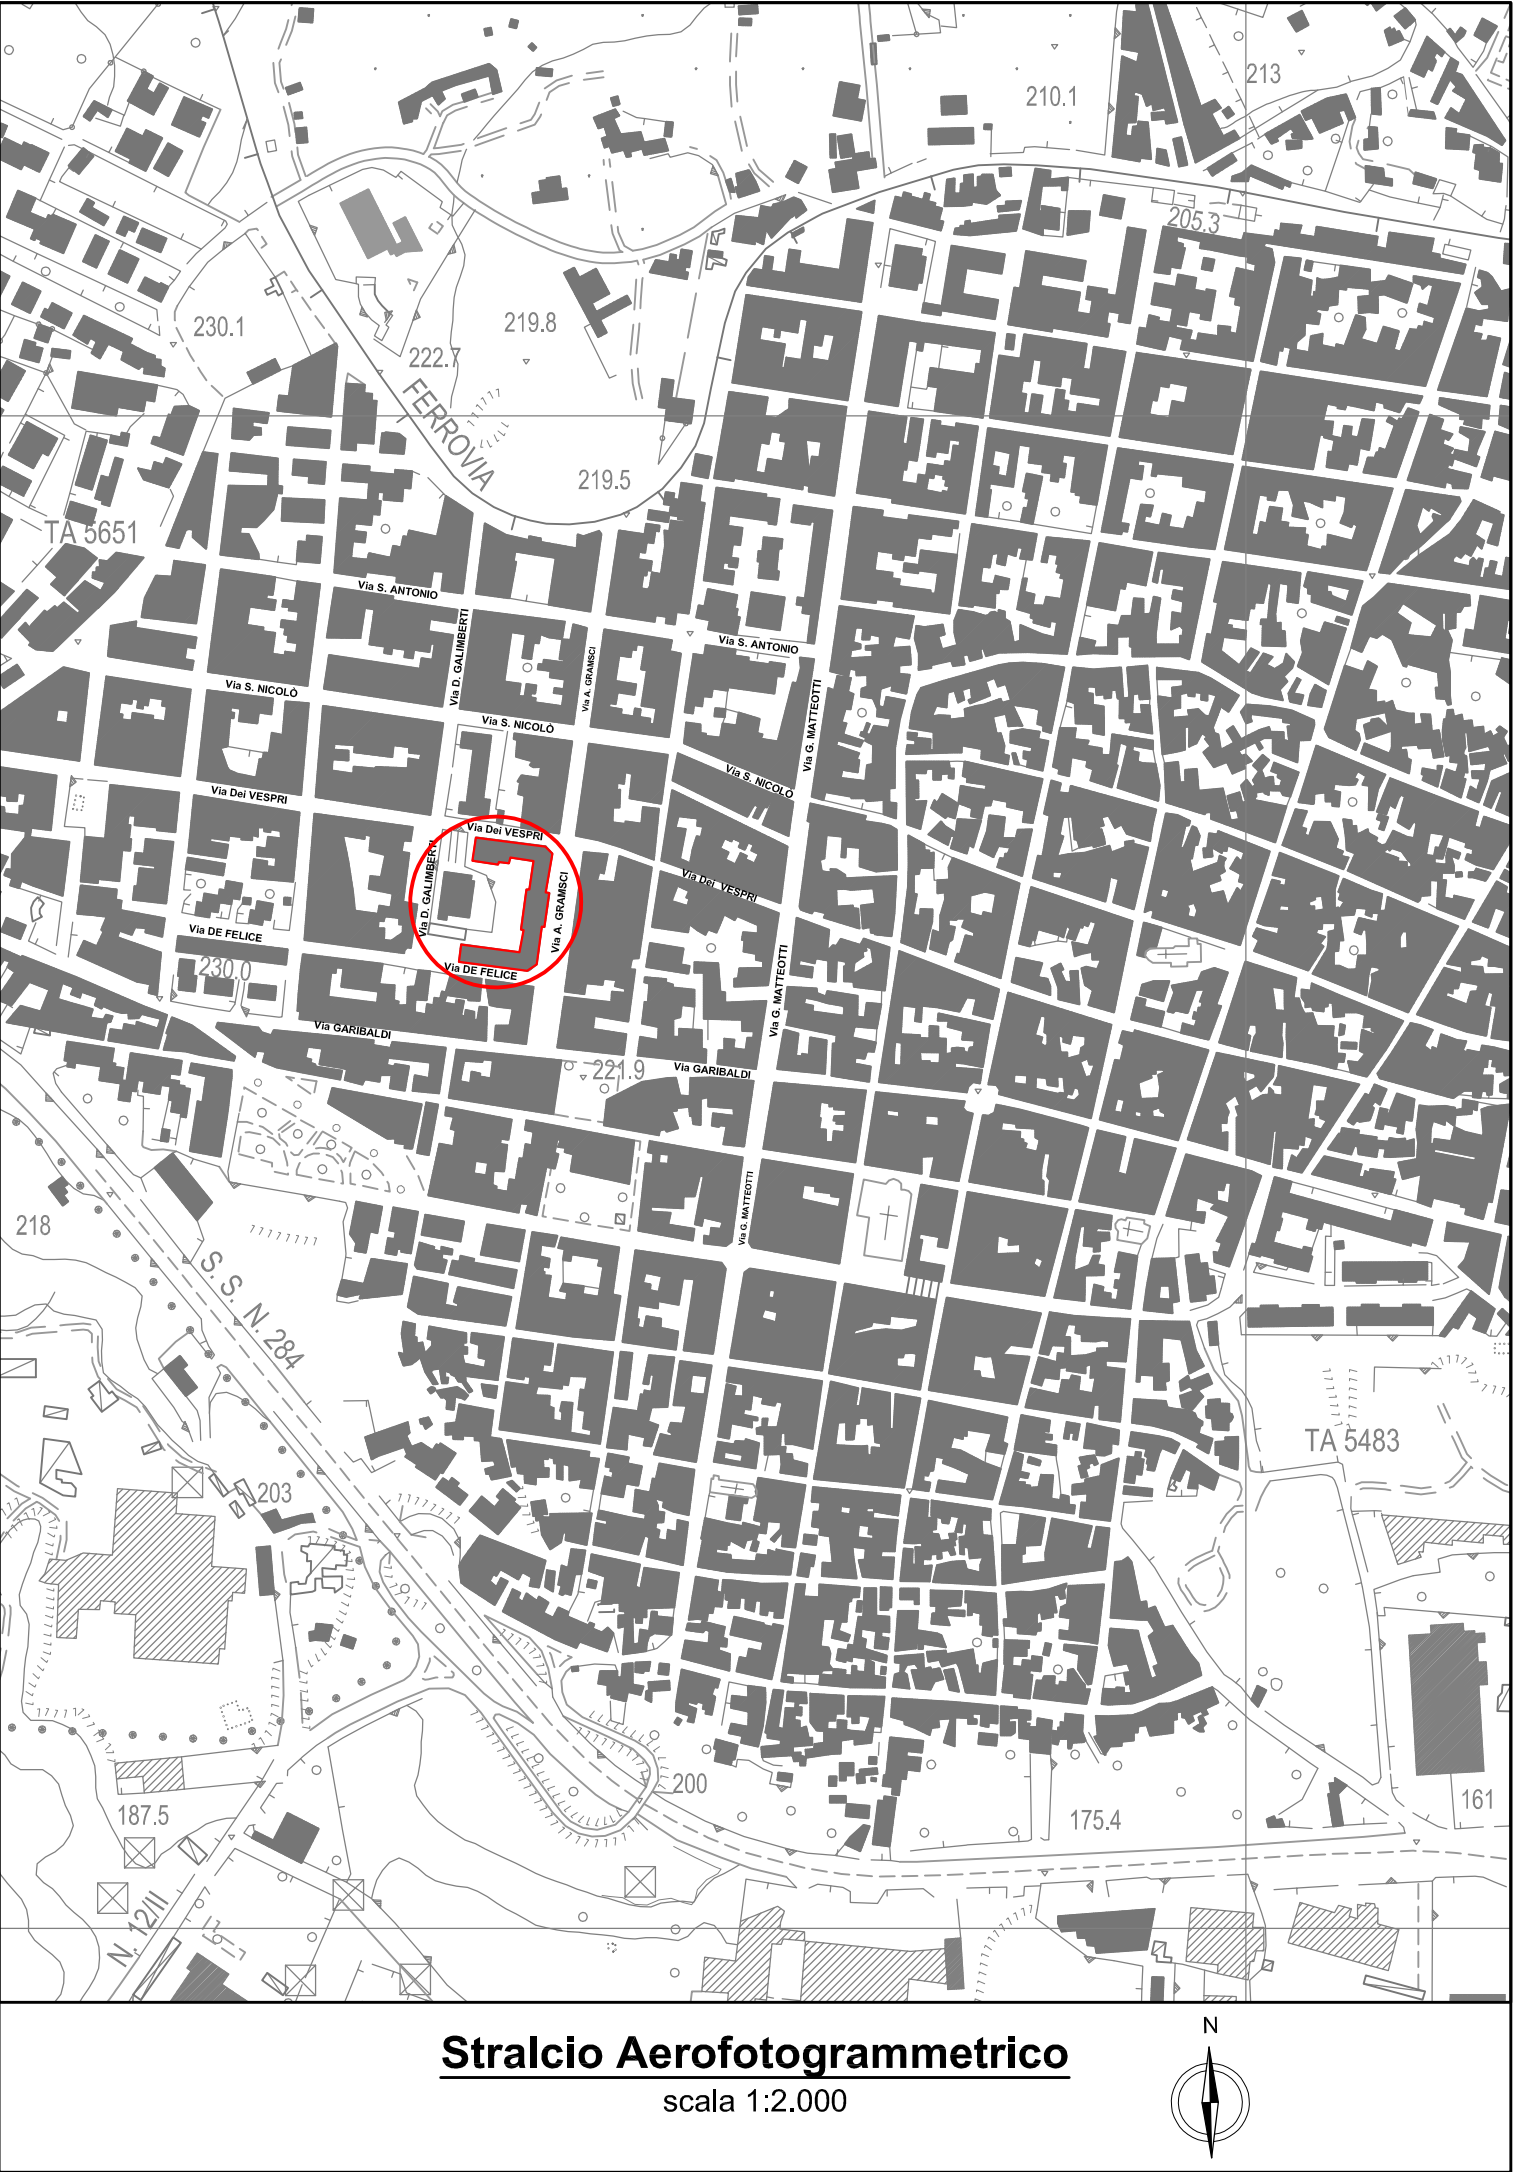 213
210.1
205.3
230.1
219.8
222.7
FERROVIA
219.5
TA 5651
Via S. ANTONIO
Via D. GALIMBERTI
Via S. ANTONIO
Via A. GRAMSCI
Via S. NICOLÒ
Via G. MATTEOTTI
Via S. NICOLÒ
Via S. NICOLÒ
Via Dei VESPRI
Via Dei VESPRI
Via D. GALIMBERTI
Via Dei VESPRI
Via A. GRAMSCI
Via DE FELICE
230.0
Via DE FELICE
Via G. MATTEOTTI
Via GARIBALDI
221.9
Via GARIBALDI
Via G. MATTEOTTI
218
S.S. N. 284
TA 5483
203
200
187.5
175.4
161
N. 12/II
Stralcio Aerofotogrammetrico
scala 1:2.000
N